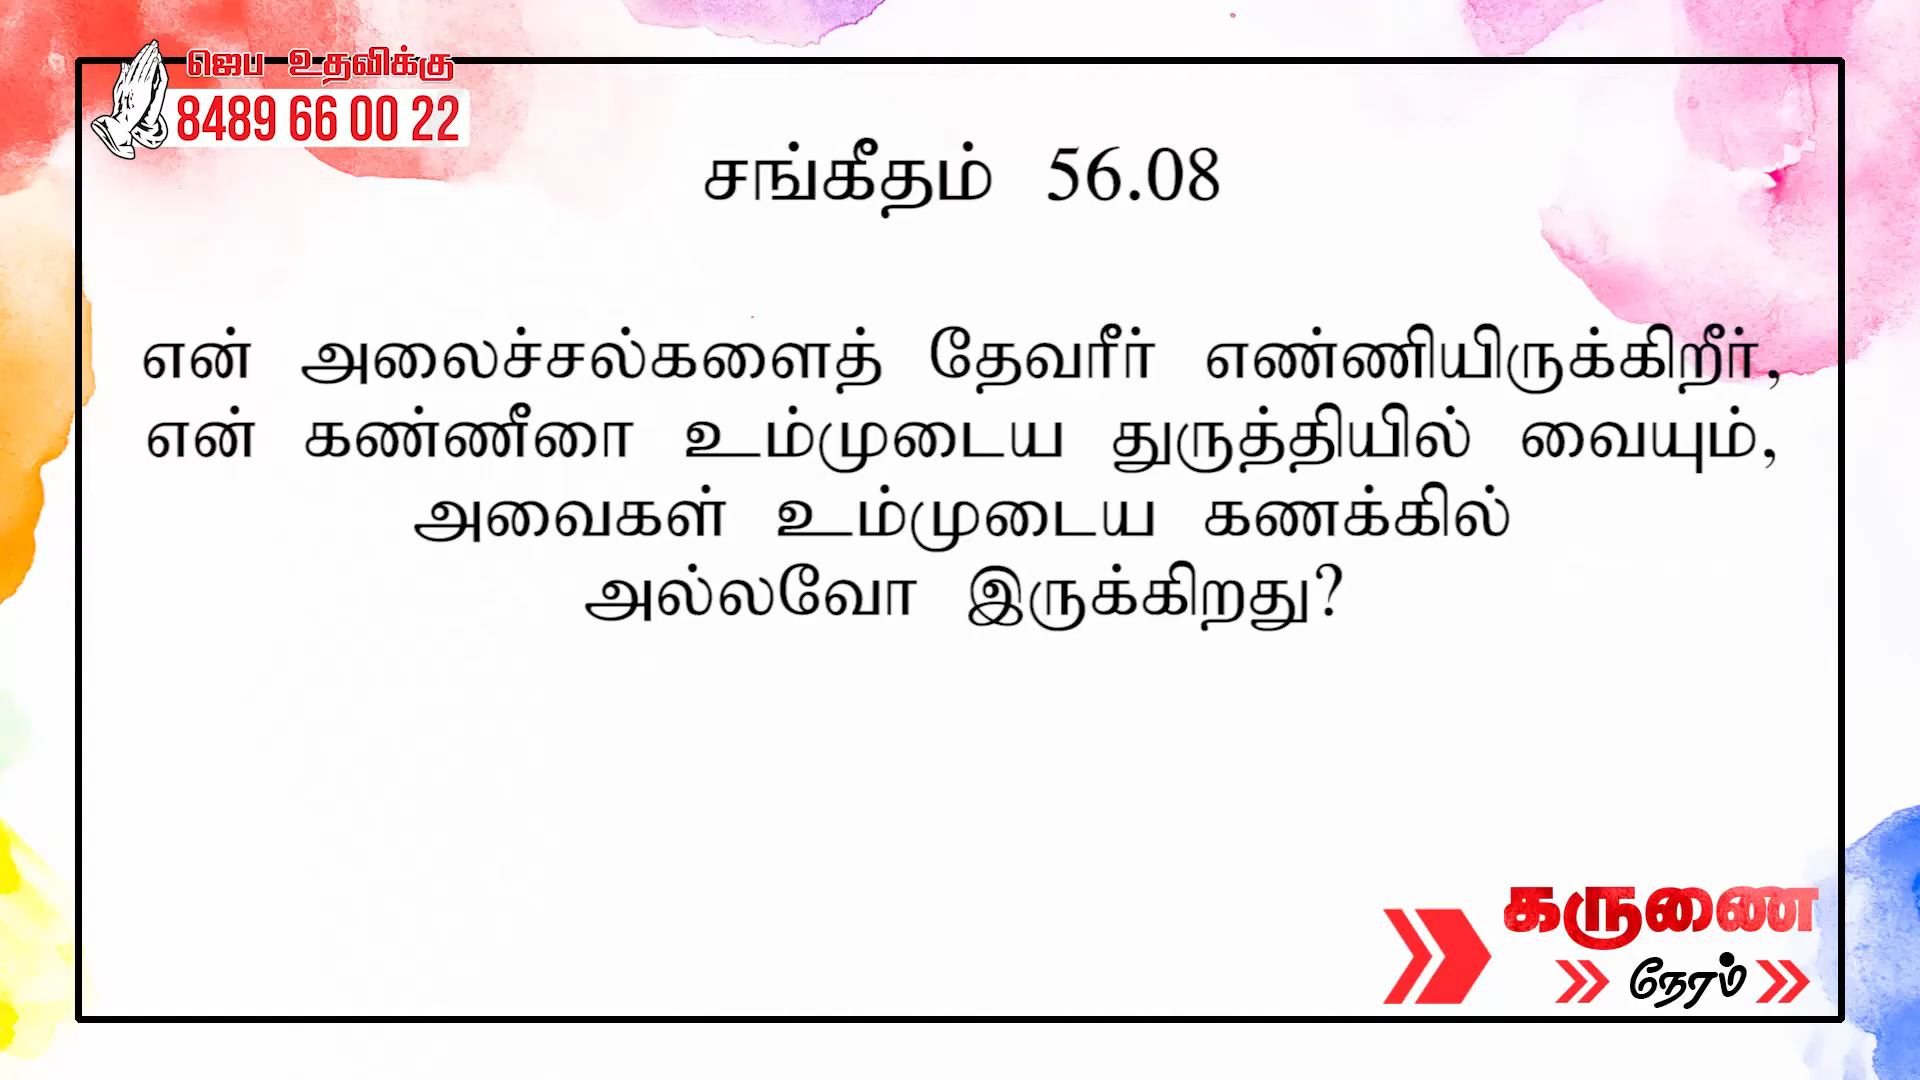 ஜெப உதவிக்கு
8489 66 00 22
சங்கீதம் 56.08
என் அலைச்சல்களைத் தேவரீர் எண்ணியிருக்கிறீர்,
என் கண்ணீரை உம்முடைய துருத்தியில் வையும்,
அவைகள் உம்முடைய கணக்கில்
அல்லவோ இருக்கிறது?
கருணை
நேரம்